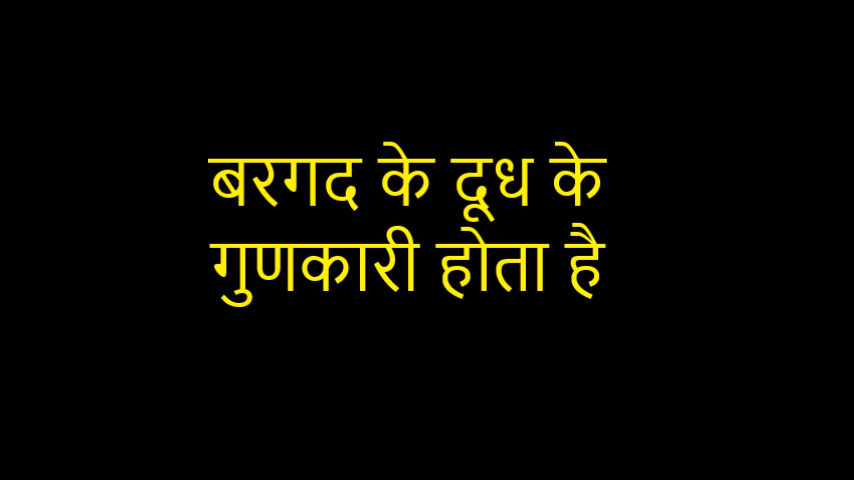 बरगद के दूध के
गुणकारी होता है